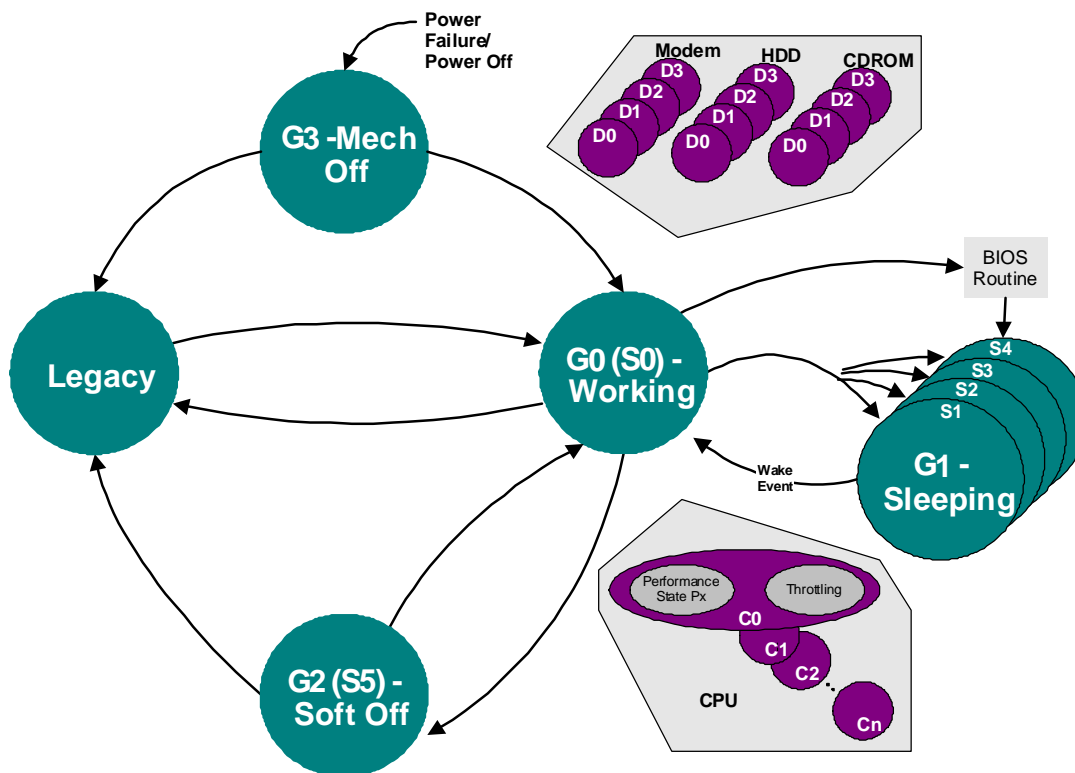 Power
Failure/
Power Off
G3 -Mech
Off
Modem
HDD
CDROM
D3
D2
D1
D0
D3
D2
D1
D0
D3
D2
D1
D0
BIOS
Routine
Legacy
G0 (S0) -
Working
S4
S3
S2
S1
G1 -
Sleeping
Wake
Event
Performance
State Px
Throttling
C0
C1
C2
Cn
CPU
G2 (S5) -
Soft Off